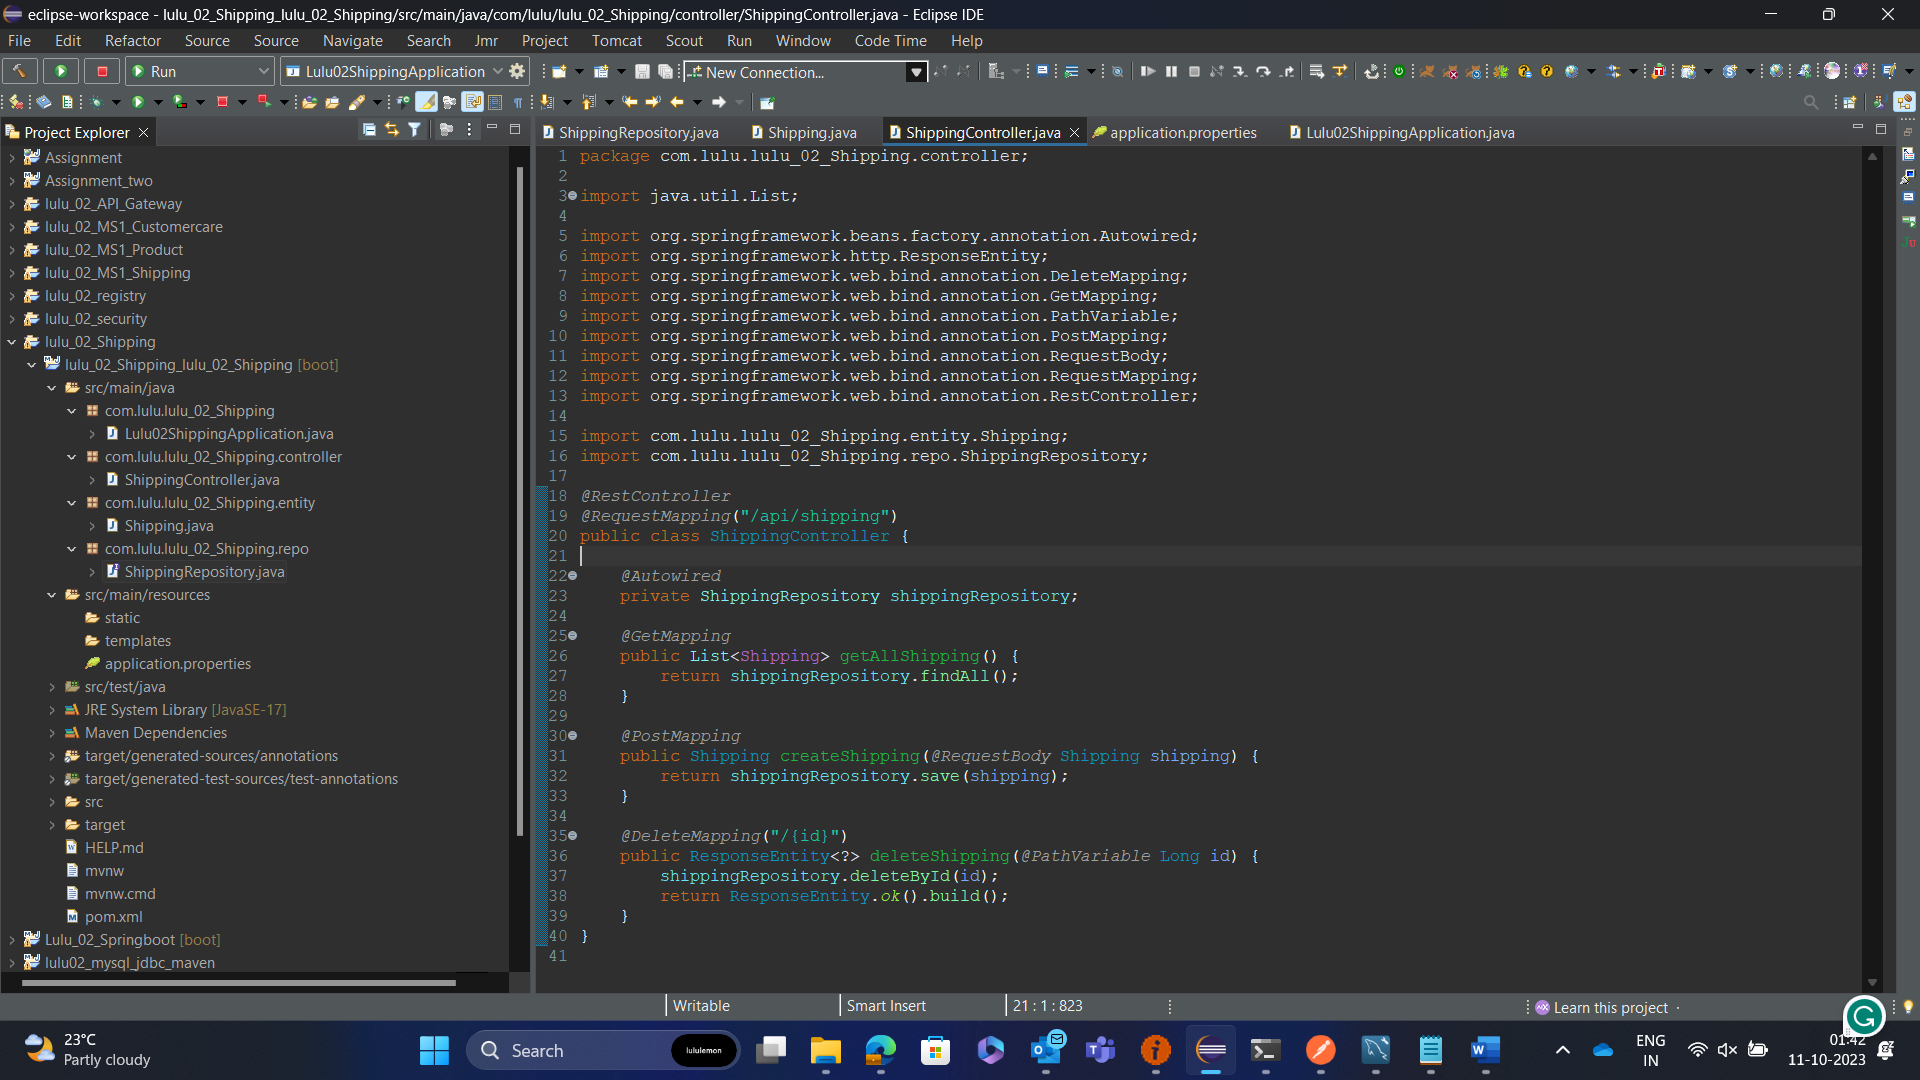 eclipse-workspace - lulu_02_Shipping_lulu_02_Shipping/src/main/java/com/lulu/lulu_02_Shipping/controller/ShippingController.java - Eclipse IDE
File Edit Refactor Source Source Navigate Search Jmr Project Tomcat Scout Run Window Code Time Help
Run Lulu02ShippingApplication New Connection...
Project Explorer
Assignment
Assignment_two
lulu_02_API_Gateway
lulu_02_MS1_Customercare
lulu_02_MS1_Product
lulu_02_MS1_Shipping
lulu_02_registry
lulu_02_security
lulu_02_Shipping
lulu_02_Shipping_lulu_02_Shipping [boot]
src/main/java
com.lulu.lulu_02_Shipping
Lulu02ShippingApplication.java
com.lulu.lulu_02_Shipping.controller
ShippingController.java
com.lulu.lulu_02_Shipping.entity
Shipping.java
com.lulu.lulu_02_Shipping.repo
ShippingRepository.java
src/main/resources
static
templates
application.properties
src/test/java
JRE System Library [JavaSE-17]
Maven Dependencies
target/generated-sources/annotations
target/generated-test-sources/test-annotations
src
target
HELP.md
mvnw
mvnw.cmd
pom.xml
Lulu_02_Springboot [boot]
lulu02_mysql_jdbc_maven
ShippingRepository.java Shipping.java ShippingController.java application.properties Lulu02ShippingApplication.java
1 package com.lulu.lulu_02_Shipping.controller;
2
3 import java.util.List;
4
5 import org.springframework.beans.factory.annotation.Autowired;
6 import org.springframework.http.ResponseEntity;
7 import org.springframework.web.bind.annotation.DeleteMapping;
8 import org.springframework.web.bind.annotation.GetMapping;
9 import org.springframework.web.bind.annotation.PathVariable;
10 import org.springframework.web.bind.annotation.PostMapping;
11 import org.springframework.web.bind.annotation.RequestBody;
12 import org.springframework.web.bind.annotation.RequestMapping;
13 import org.springframework.web.bind.annotation.RestController;
14
15 import com.lulu.lulu_02_Shipping.entity.Shipping;
16 import com.lulu.lulu_02_Shipping.repo.ShippingRepository;
17
18 @RestController
19 @RequestMapping("/api/shipping")
20 public class ShippingController {
21
22 @Autowired
23 private ShippingRepository shippingRepository;
24
25 @GetMapping
26 public List<Shipping> getAllShipping() {
27 return shippingRepository.findAll();
28 }
29
30 @PostMapping
31 public Shipping createShipping(@RequestBody Shipping shipping) {
32 return shippingRepository.save(shipping);
33 }
34
35 @DeleteMapping("/{id}")
36 public ResponseEntity<?> deleteShipping(@PathVariable Long id) {
37 shippingRepository.deleteById(id);
38 return ResponseEntity.ok().build();
39 }
40 }
41
Writable Smart Insert 21 : 1 : 823 Learn this project
23°C
Partly cloudy
Search
lululemon
ENG
IN
01:42
11-10-2023